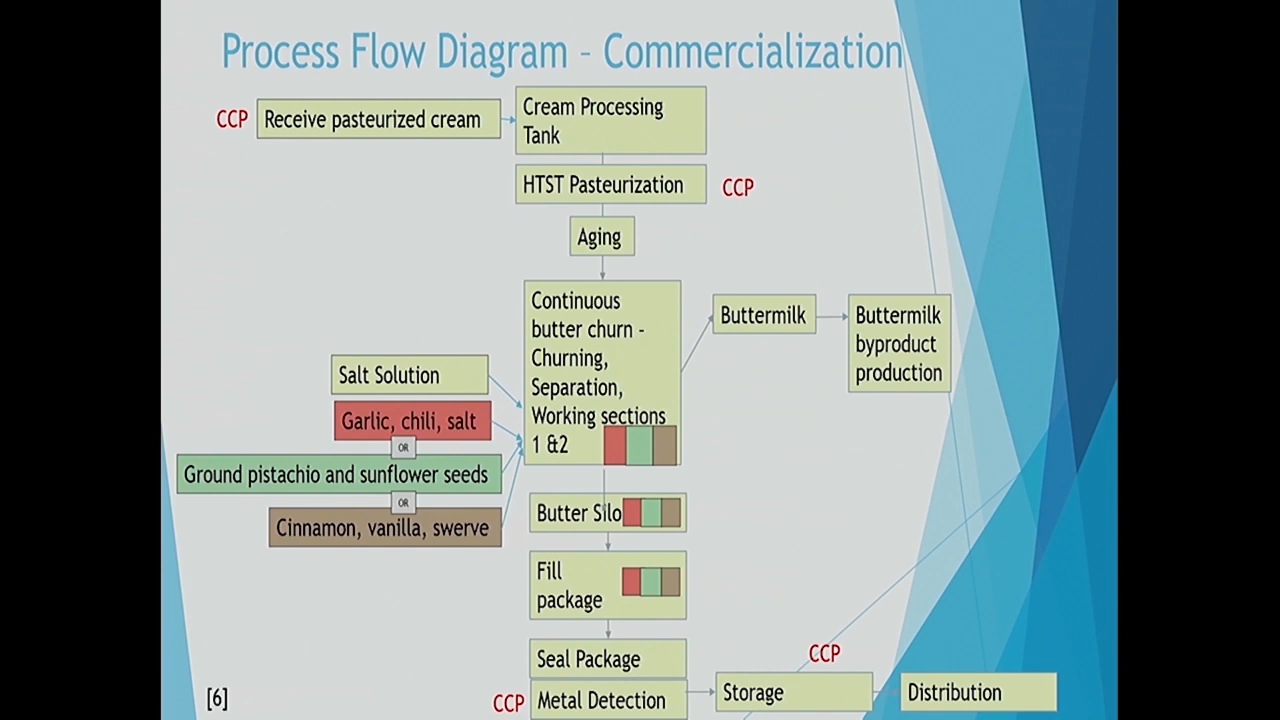 Process Flow Diagram – Commercialization
CCP
Receive pasteurized cream
Cream Processing
Tank
HTST Pasteurization
CCP
Aging
Continuous
butter churn -
Churning,
Separation,
Working sections
1 &2
Buttermilk
Buttermilk
byproduct
production
Salt Solution
Garlic, chili, salt
OR
Ground pistachio and sunflower seeds
OR
Cinnamon, vanilla, swerve
Butter Silo
Fill
package
Seal Package
CCP
Metal Detection
CCP
Storage
Distribution
[6]